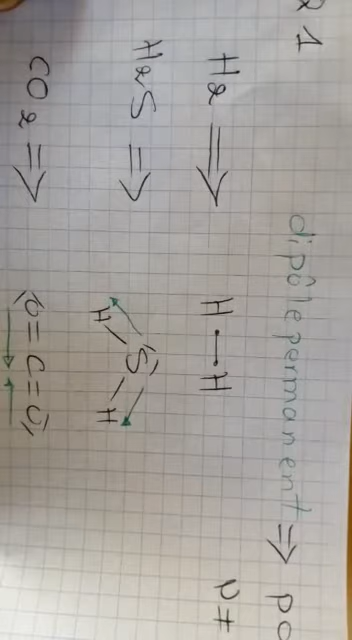 R 1
dipôle permanent ⇒ po
H2 ⇒ H—H ≠
H2S ⇒ H S H
CO2 ⇒ O=C=O